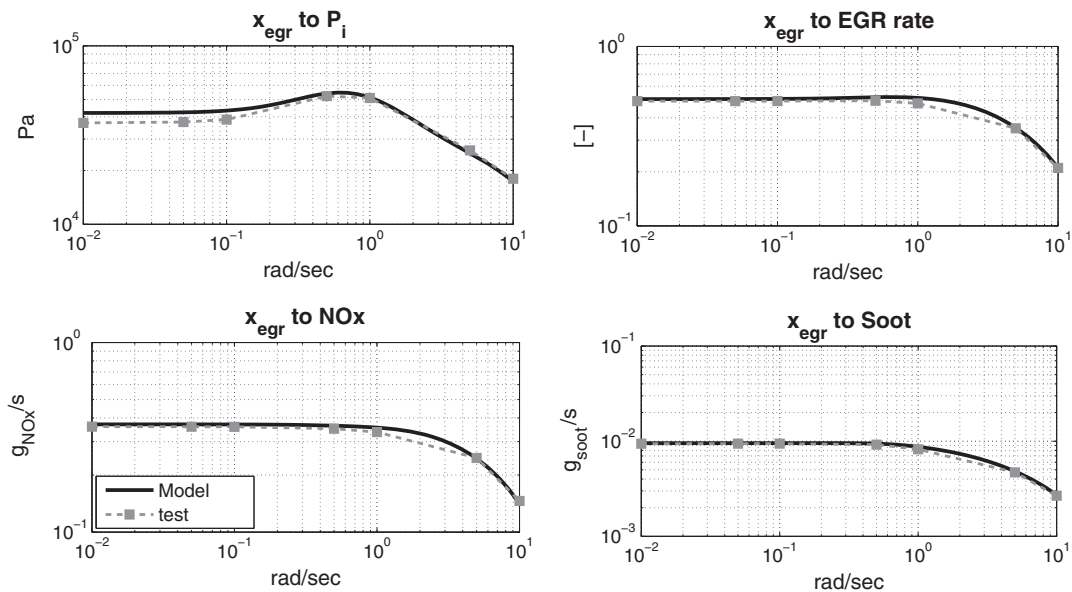 x_egr to P_i
10^5
Pa
10^4
10^−2
10^−1
10^0
10^1
rad/sec
x_egr to EGR rate
10^0
[−]
10^−1
10^−2
10^−1
10^0
10^1
rad/sec
x_egr to NOx
10^0
g_NOx/s
Model
test
10^−1
10^−2
10^−1
10^0
10^1
rad/sec
x_egr to Soot
10^−1
g_soot/s
10^−2
10^−3
10^−2
10^−1
10^0
10^1
rad/sec